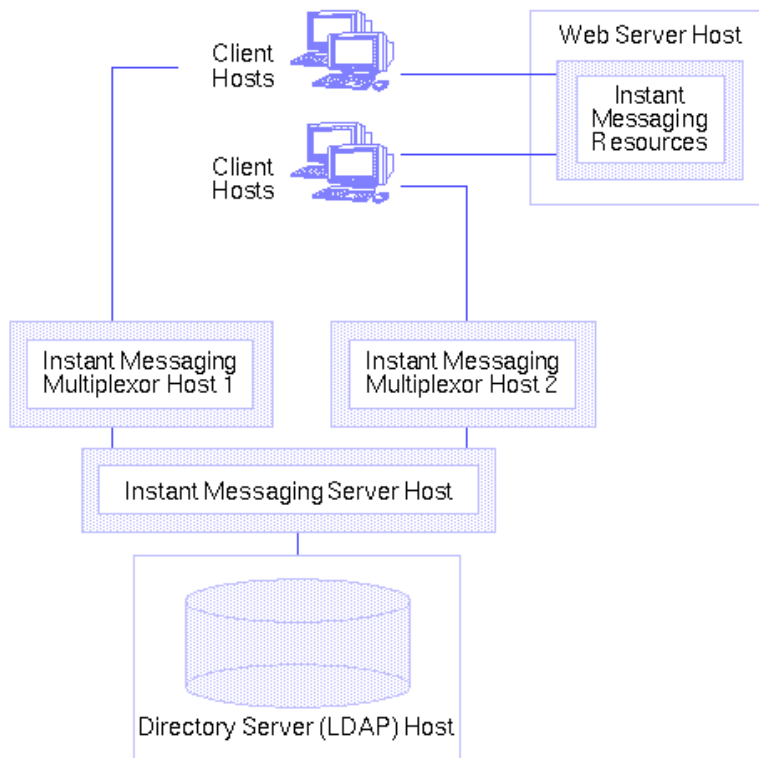 Client
Hosts
Web Server Host
Instant
Messaging
Resources
Client
Hosts
Instant Messaging
Multiplexor Host 1
Instant Messaging
Multiplexor Host 2
Instant Messaging Server Host
Directory Server (LDAP) Host